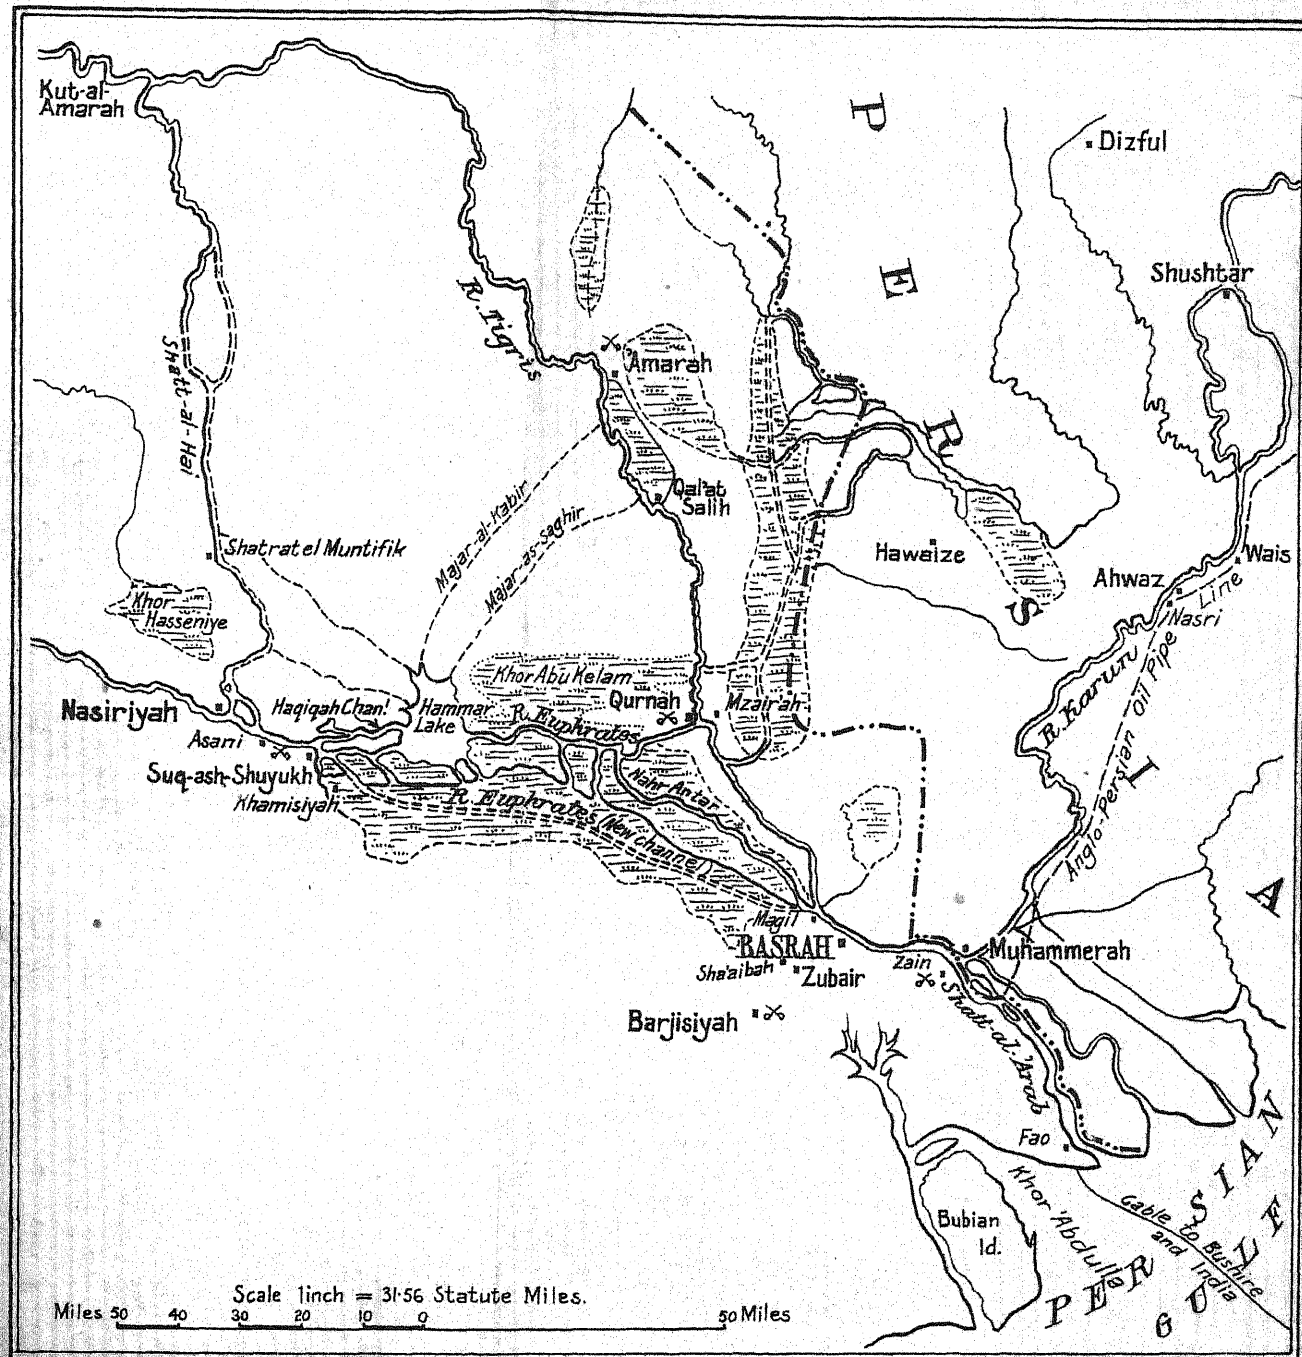 Kut-al-
Amarah
P
Dizful
E
Shushtar
R. Tigris
'Amarah
Shatt-al-Hai
R
Qal'at
Salih
Majar-al-Kabir
Majar-as-saghir
Shatrat el Muntifik
Hawaize
Wais
Ahwaz
Line
Nasri
S
Khor
Hasseniye
Khor Abu Kelam
R. Karun
Nasiriyah
Haqiqah Chanl
Hammar
Lake
Qurnah
Mzairah
R. Euphrates
Asani
Suq-ash-Shuyukh
Khamisiyah
Nahr Antar
R. Euphrates (New channel)
I
Anglo-Persian Oil Pipe
A
Magil
BASRAH
Muhammerah
Sha'aibah
Zubair
Zain
Barjisiyah
Shatt-al-'Arab
Fao
Khor 'Abdulla
Cable to Bushire
and India
Bubian
Id.
PERSIAN
GULF
Scale 1inch = 31·56 Statute Miles.
Miles 50 40 30 20 10 0 50 Miles